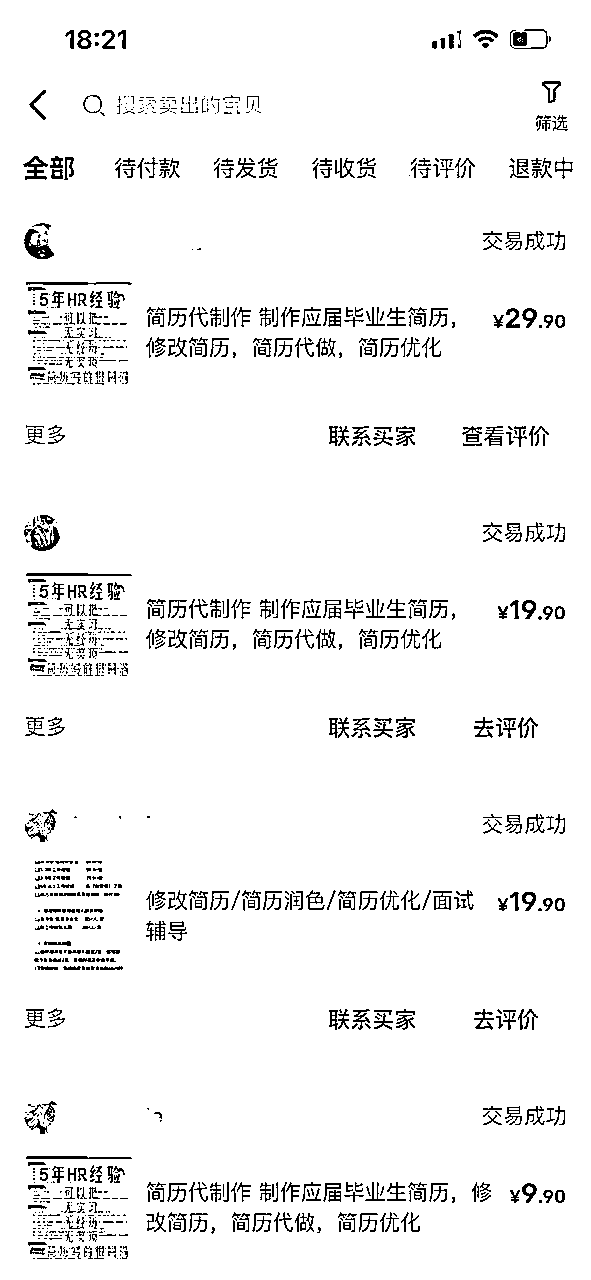 18:21
搜索卖出的宝贝
筛选
全部 待付款 待发货 待收货 待评价 退款中
交易成功
5年HR经验
简历代制作 制作应届毕业生简历，
修改简历，简历代做，简历优化
¥29.90
更多 联系买家 查看评价
交易成功
5年HR经验
简历代制作 制作应届毕业生简历，
修改简历，简历代做，简历优化
¥19.90
更多 联系买家 去评价
交易成功
修改简历/简历润色/简历优化/面试
辅导
¥19.90
更多 联系买家 去评价
交易成功
5年HR经验
简历代制作 制作应届毕业生简历，修
改简历，简历代做，简历优化
¥9.90